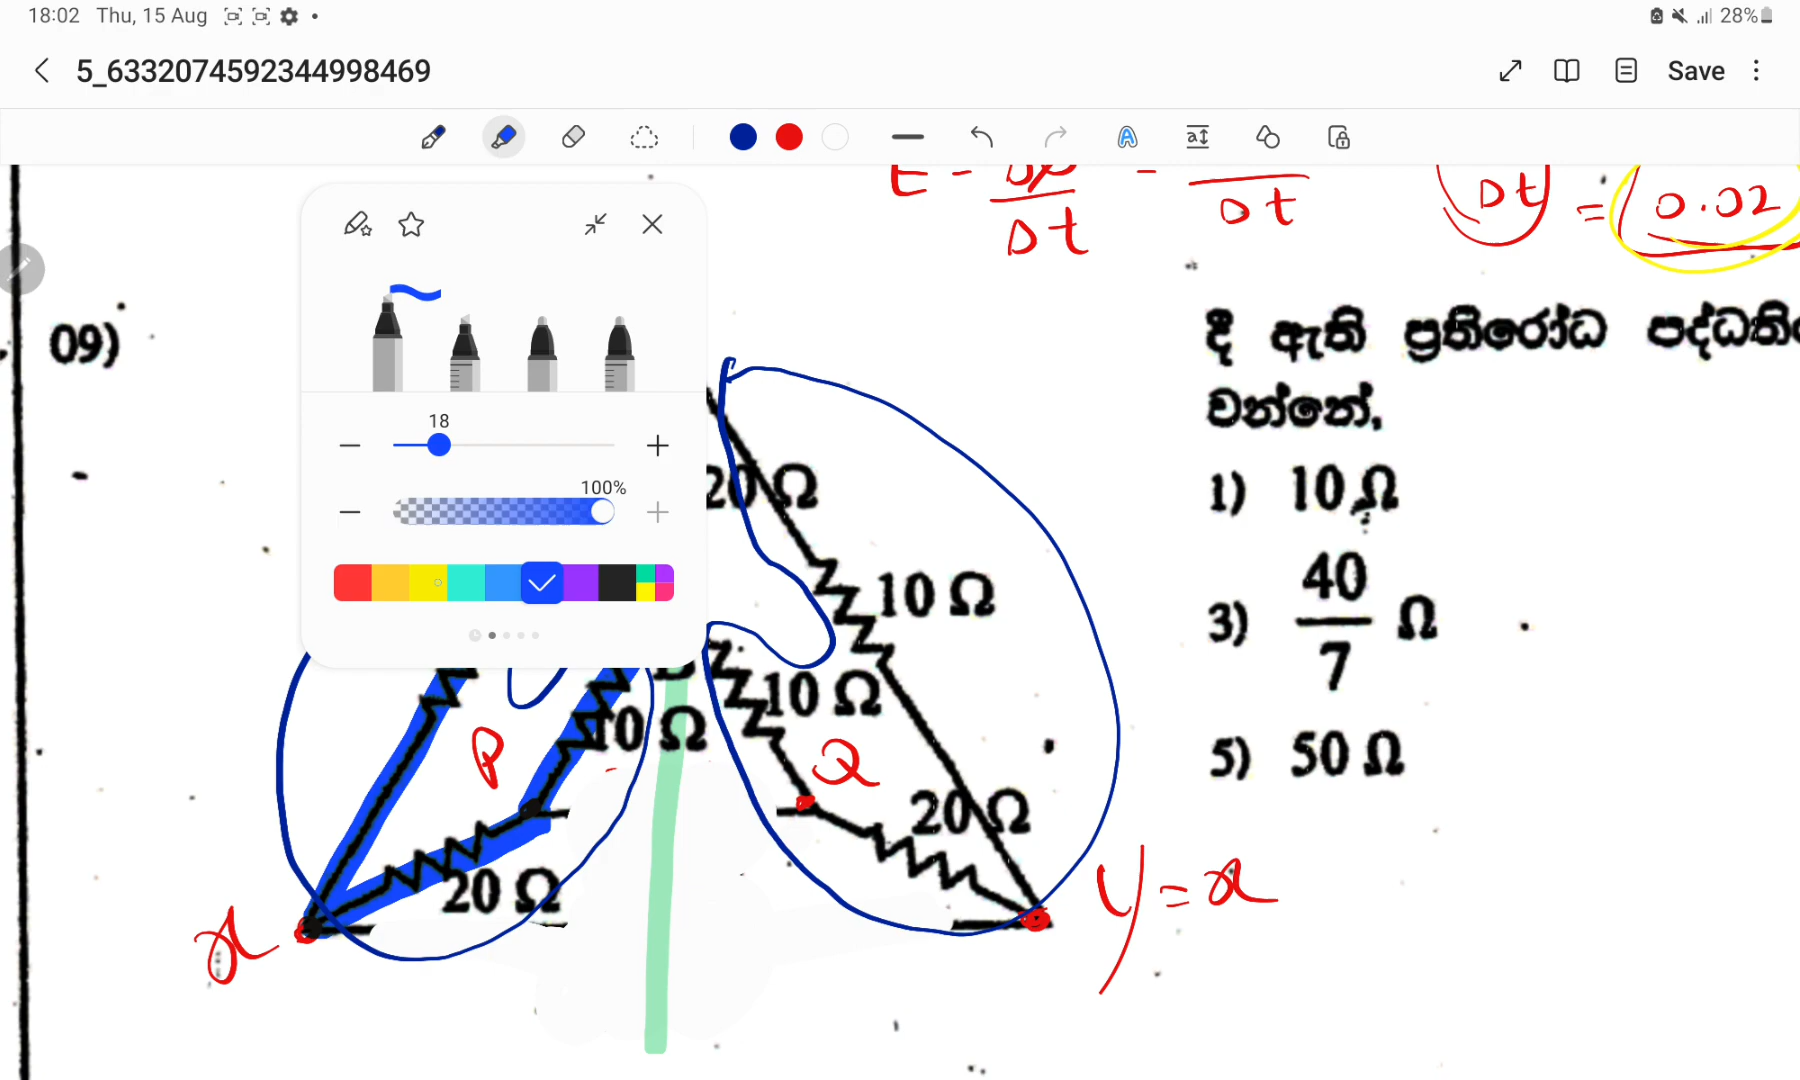 18:02 Thu, 15 Aug
28%
5_6332074592344998469
Save
Δt
Δt
Δt = 0.02
18
100%
09)
දී ඇති ප්‍රතිරෝධ පද්ධති
වන්නේ,
1) 10 Ω
3) 40/7 Ω
5) 50 Ω
20 Ω
10 Ω
10 Ω
10 Ω
P
Q
20 Ω
20 Ω
x
y = x